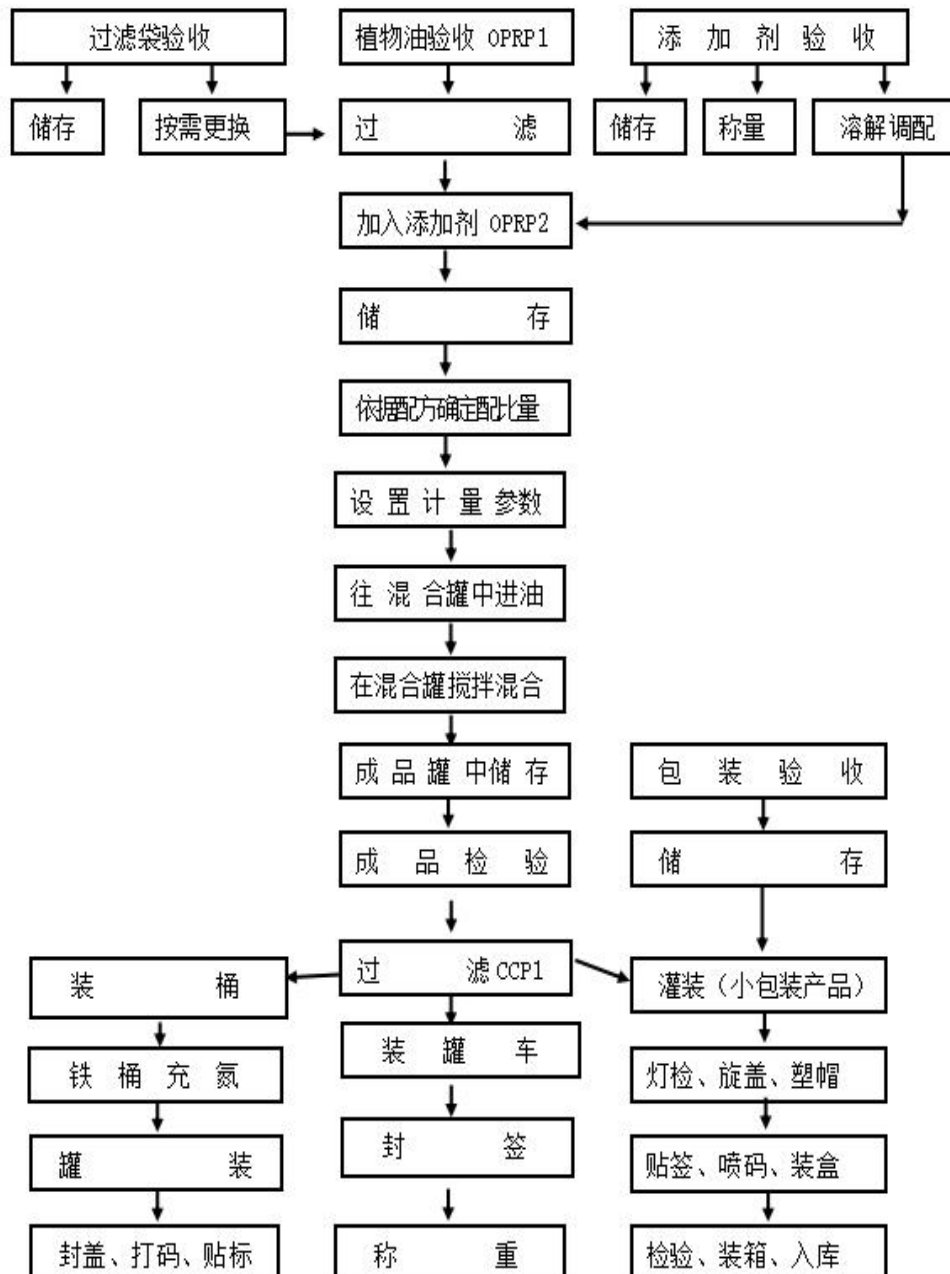 过滤袋验收
植物油验收 OPRP1
添加剂验收
储存
按需更换
过滤
储存
称量
溶解调配
加入添加剂 OPRP2
储存
依据配方确定配比量
设置计量参数
往混合罐中进油
在混合罐搅拌混合
成品罐中储存
包装验收
成品检验
储存
过滤 CCP1
装桶
灌装（小包装产品）
装罐车
铁桶充氮
灯检、旋盖、塑帽
封签
罐装
贴签、喷码、装盒
封盖、打码、贴标
称重
检验、装箱、入库